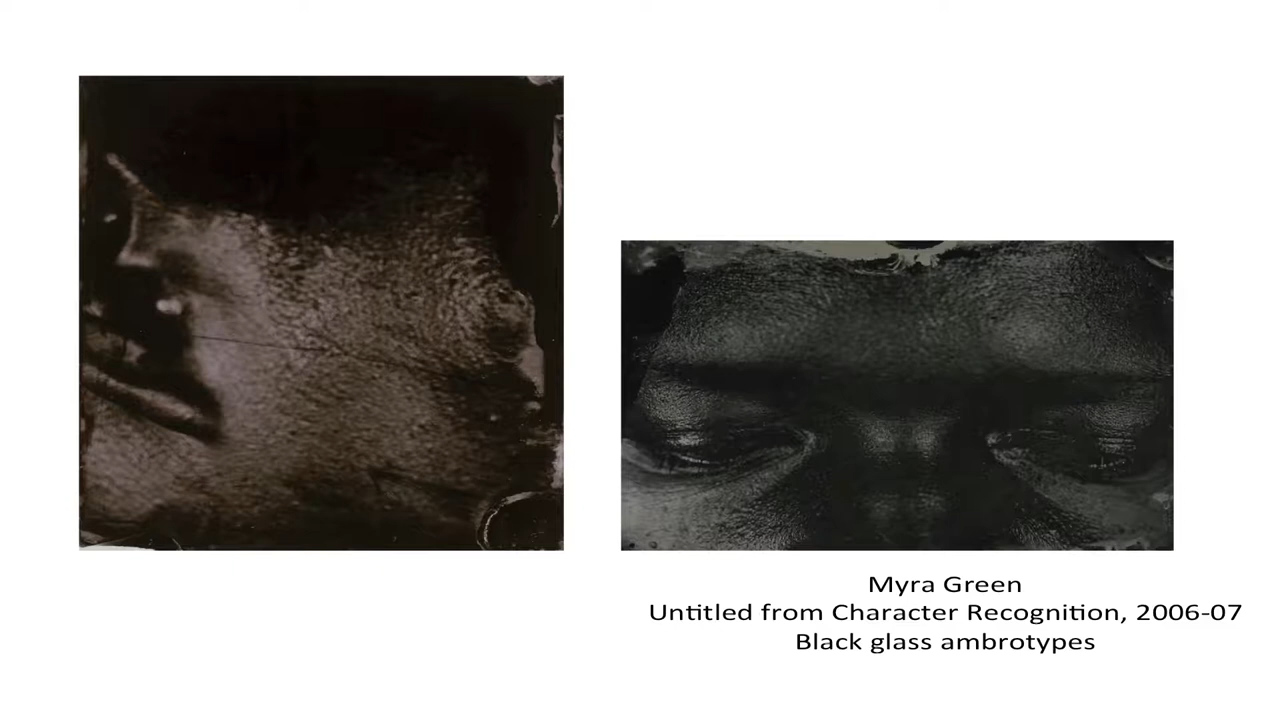 Myra Green
Untitled from Character Recognition, 2006-07
Black glass ambrotypes